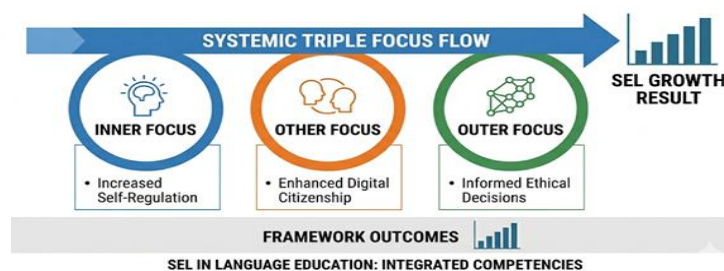 SYSTEMIC TRIPLE FOCUS FLOW
SEL GROWTH
RESULT
INNER FOCUS
OTHER FOCUS
OUTER FOCUS
• Increased
Self-Regulation
• Enhanced Digital
Citizenship
• Informed Ethical
Decisions
FRAMEWORK OUTCOMES
SEL IN LANGUAGE EDUCATION: INTEGRATED COMPETENCIES